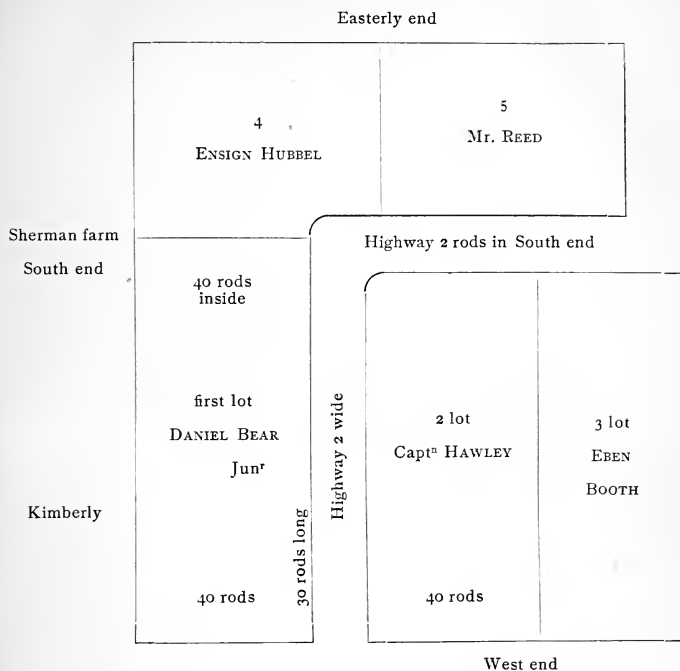 Easterly end
4
ENSIGN HUBBEL
5
Mr. REED
Sherman farm
South end
Highway 2 rods in South end
40 rods
inside
first lot
DANIEL BEAR
Junʳ
Kimberly
40 rods
30 rods long
Highway 2 wide
2 lot
Captⁿ HAWLEY
40 rods
3 lot
EBEN
BOOTH
West end